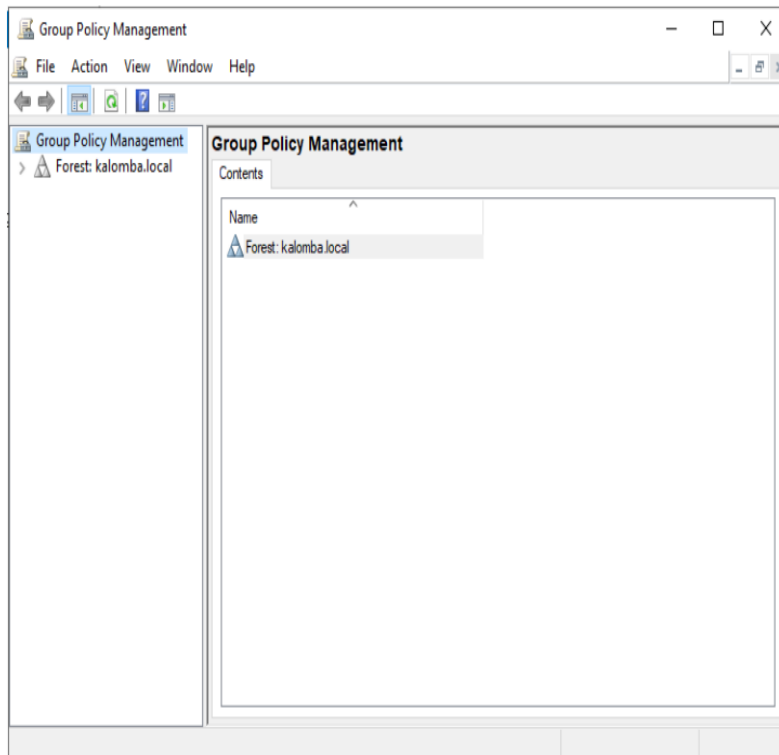 Group Policy Management
File Action View Window Help
Group Policy Management
Forest: kalomba.local
Group Policy Management
Contents
Name
Forest: kalomba.local